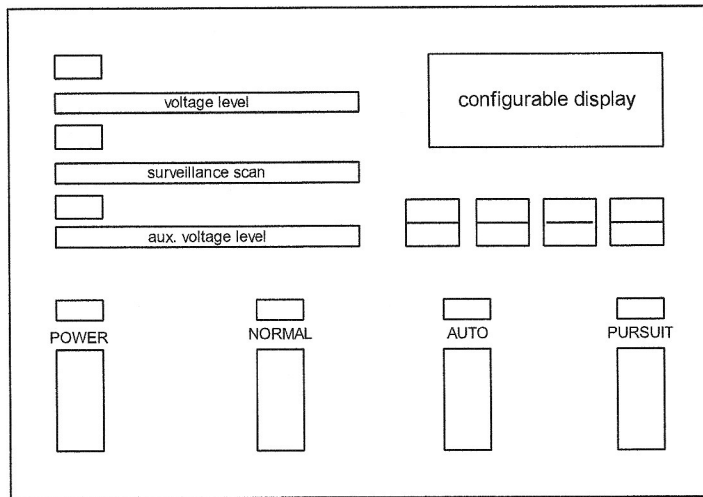 voltage level
configurable display
surveillance scan
aux. voltage level
POWER
NORMAL
AUTO
PURSUIT